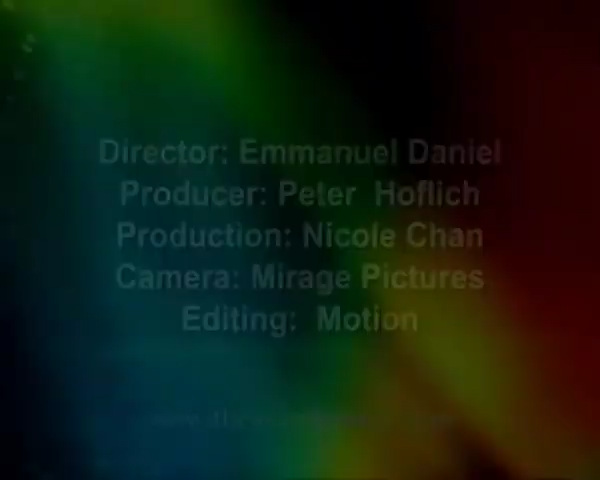 Director: Emmanuel Daniel
Producer: Peter Hoflich
Production: Nicole Chan
Camera: Mirage Pictures
Editing: Motion